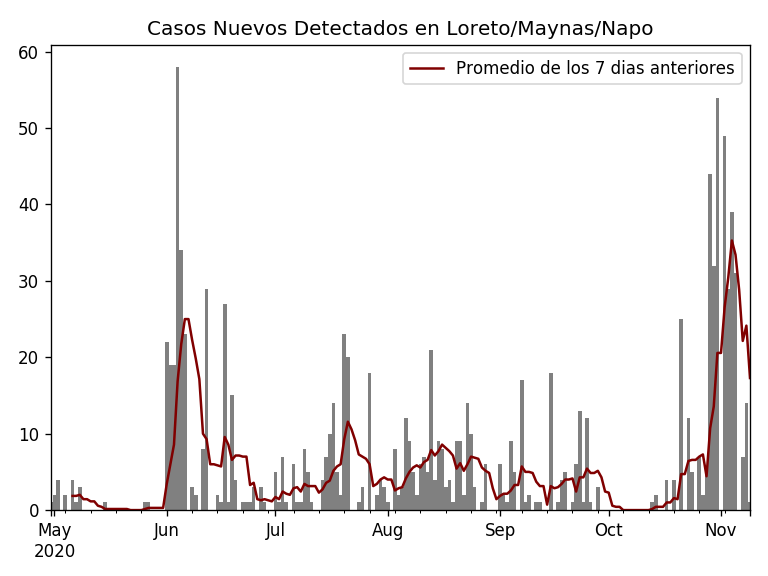 Casos Nuevos Detectados en Loreto/Maynas/Napo
Promedio de los 7 dias anteriores
60
50
40
30
20
10
0
May Jun Jul Aug Sep Oct Nov
2020